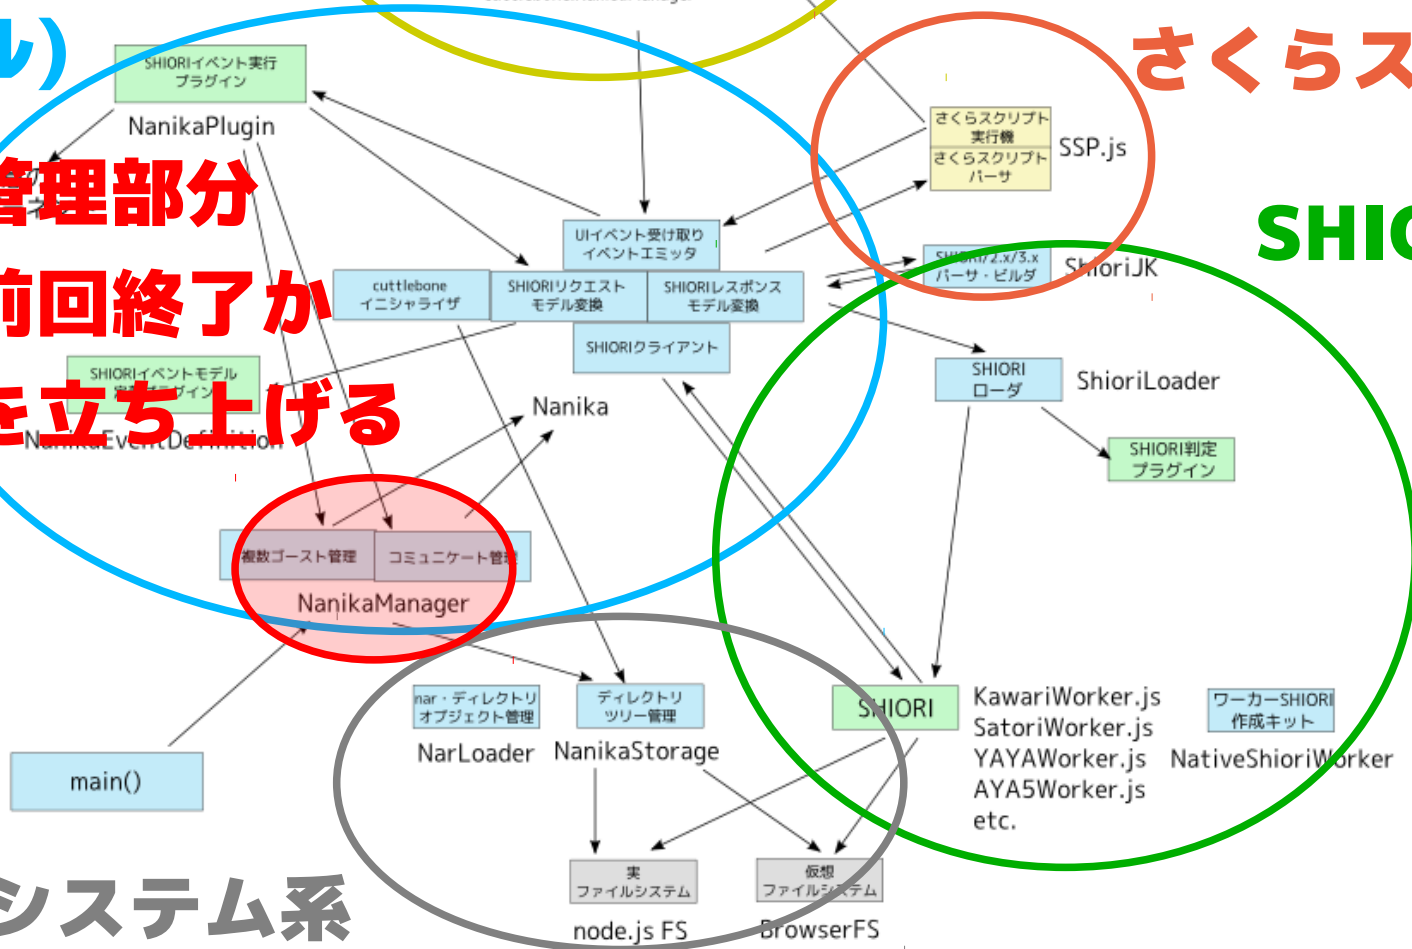 ル)
さくらス
SHIORIイベント実行
プラグイン
NanikaPlugin
さくらスクリプト
実行機
さくらスクリプト
パーサ
SSP.js
管理部分
SHIO
UIイベント受け取り
イベントエミッタ
SHIORI/2.x/3.x
パーサ・ビルダ
ShioriJK
cuttlebone
イニシャライザ
SHIORIリクエスト
モデル変換
SHIORIレスポンス
モデル変換
前回終了か
SHIORIクライアント
SHIORIイベントモデル
定義プラグイン
を立ち上げる
NanikaEventDefinition
Nanika
SHIORI
ローダ
ShioriLoader
SHIORI判定
プラグイン
複数ゴースト管理
コミュニケート管理
NanikaManager
nar・ディレクトリ
オブジェクト管理
NarLoader
ディレクトリ
ツリー管理
NanikaStorage
SHIORI
KawariWorker.js
SatoriWorker.js
YAYAWorker.js
AYA5Worker.js
etc.
ワーカーSHIORI
作成キット
NativeShioriWorker
main()
実
ファイルシステム
node.js FS
仮想
ファイルシステム
BrowserFS
システム系